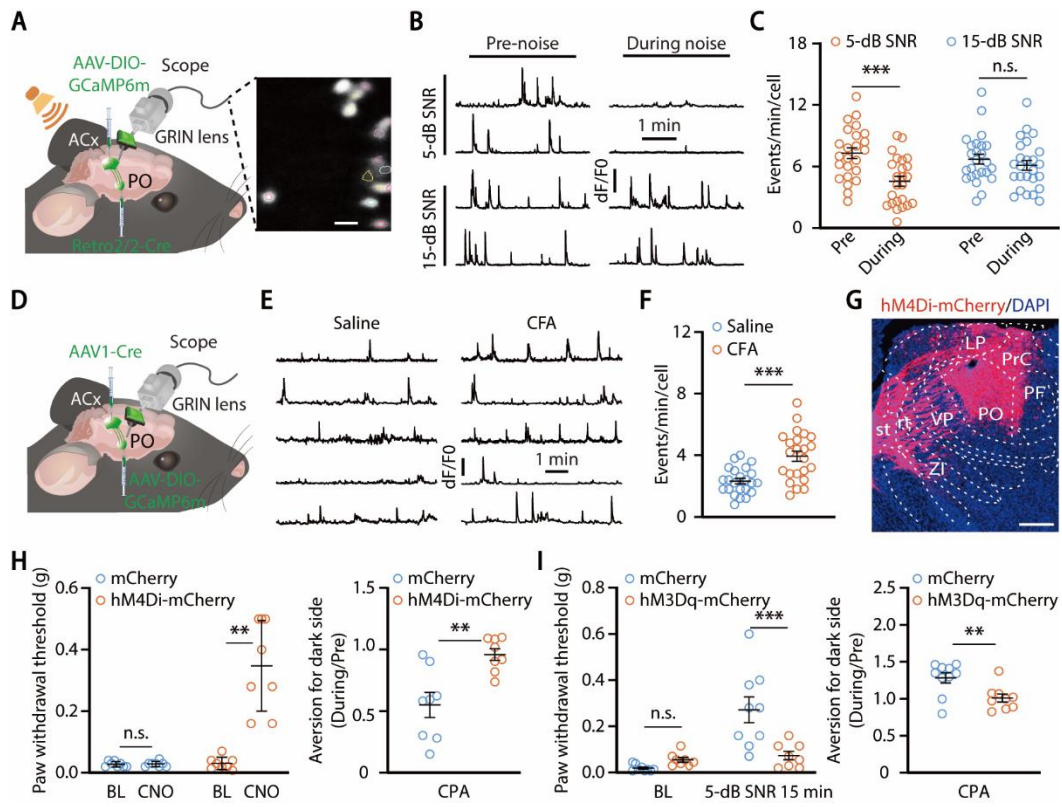 A
AAV-DIO-
GCaMP6m
Scope
ACx
GRIN lens
PO
Retro2/2-Cre
B
Pre-noise
During noise
5-dB SNR
15-dB SNR
1 min
dF/F0
C
5-dB SNR
15-dB SNR
18
12
6
0
Events/min/cell
***
n.s.
Pre
During
Pre
During
D
AAV1-Cre
Scope
ACx
GRIN lens
PO
AAV-DIO-
GCaMP6m
E
Saline
CFA
dF/F0
1 min
F
Saline
CFA
12
8
4
0
Events/min/cell
***
G
hM4Di-mCherry/DAPI
LP
PrC
PF
PO
VP
rt
st
ZI
H
mCherry
hM4Di-mCherry
Paw withdrawal threshold (g)
0.6
0.4
0.2
0.0
n.s.
**
BL
CNO
BL
CNO
mCherry
hM4Di-mCherry
Aversion for dark side
(During/Pre)
1.5
1.0
0.5
0
**
CPA
I
mCherry
hM3Dq-mCherry
Paw withdrawal threshold (g)
0.8
0.6
0.4
0.2
0.0
n.s.
***
BL
5-dB SNR 15 min
mCherry
hM3Dq-mCherry
Aversion for dark side
(During/Pre)
2.0
1.5
1.0
0.5
0
**
CPA